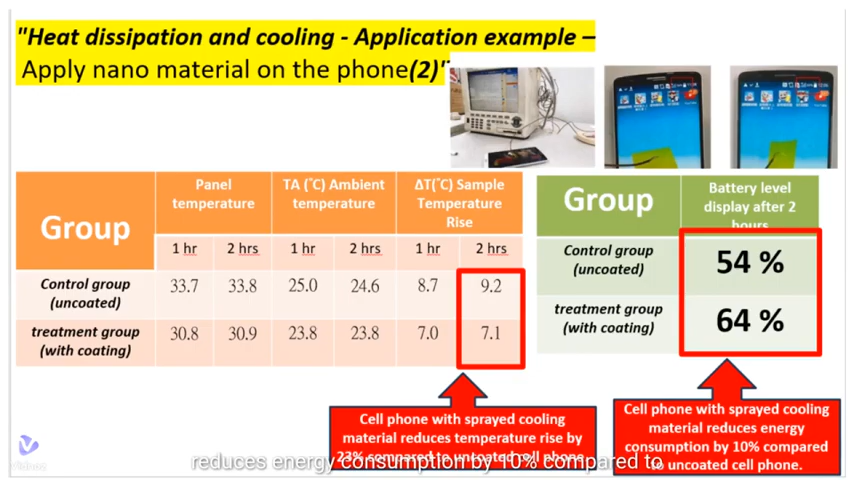 "Heat dissipation and cooling - Application example –
Apply nano material on the phone(2)"
Group
Panel temperature
TA (℃) Ambient temperature
ΔT(℃) Sample Temperature Rise
1 hr
2 hrs
1 hr
2 hrs
1 hr
2 hrs
Control group (uncoated)
33.7
33.8
25.0
24.6
8.7
9.2
treatment group (with coating)
30.8
30.9
23.8
23.8
7.0
7.1
Group
Battery level display after 2 hours
Control group (uncoated)
54 %
treatment group (with coating)
64 %
Cell phone with sprayed cooling
material reduces temperature rise by
23% compared to uncoated cell phone
Cell phone with sprayed cooling
material reduces energy
consumption by 10% compared
to uncoated cell phone.
reduces energy consumption by 10% compared to